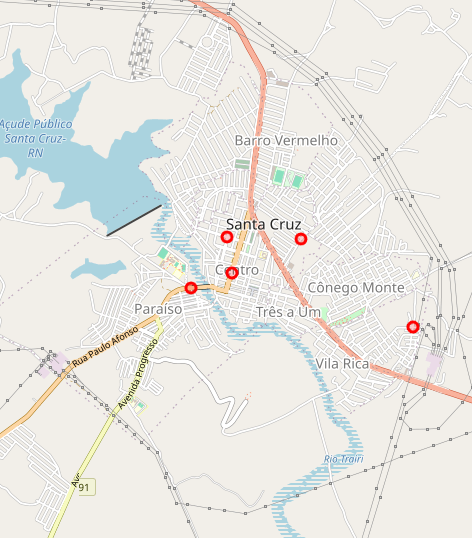 Açude Público
Santa Cruz-
RN
Barro Vermelho
Santa Cruz
Centro
Cônego Monte
Paraíso
Três a Um
Rua Paulo Afonso
Avenida Progresso
Vila Rica
Rio Trairi
Ave
91